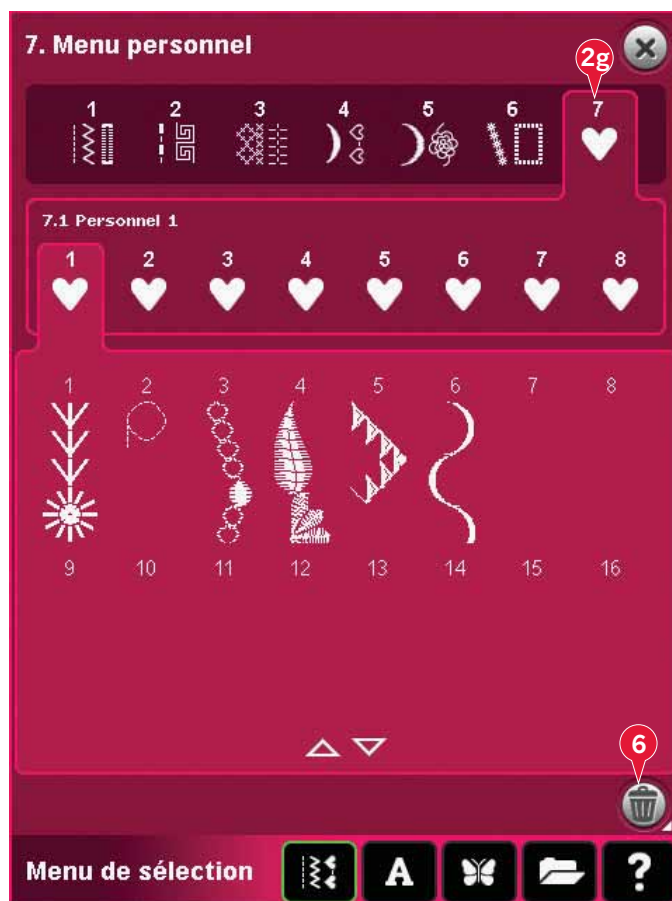 7. Menu personnel
2g
1 2 3 4 5 6 7
7.1 Personnel 1
1 2 3 4 5 6 7 8
1 2 3 4 5 6 7 8
9 10 11 12 13 14 15 16
6
Menu de sélection A ?